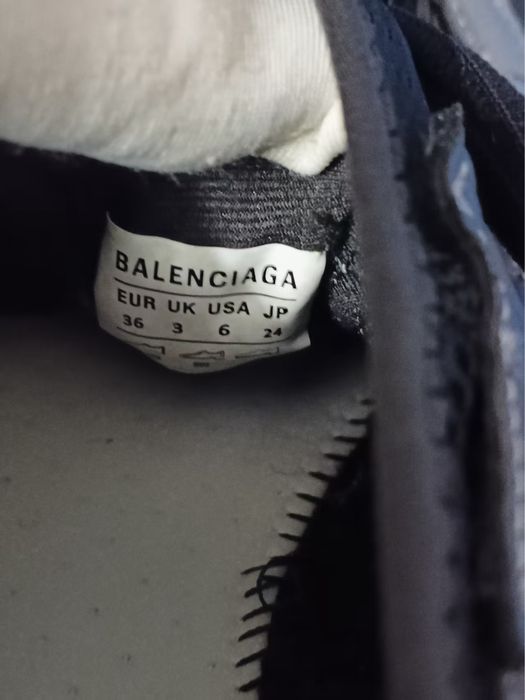 BALENCIAGA
EUR UK USA JP
36 3 6 24